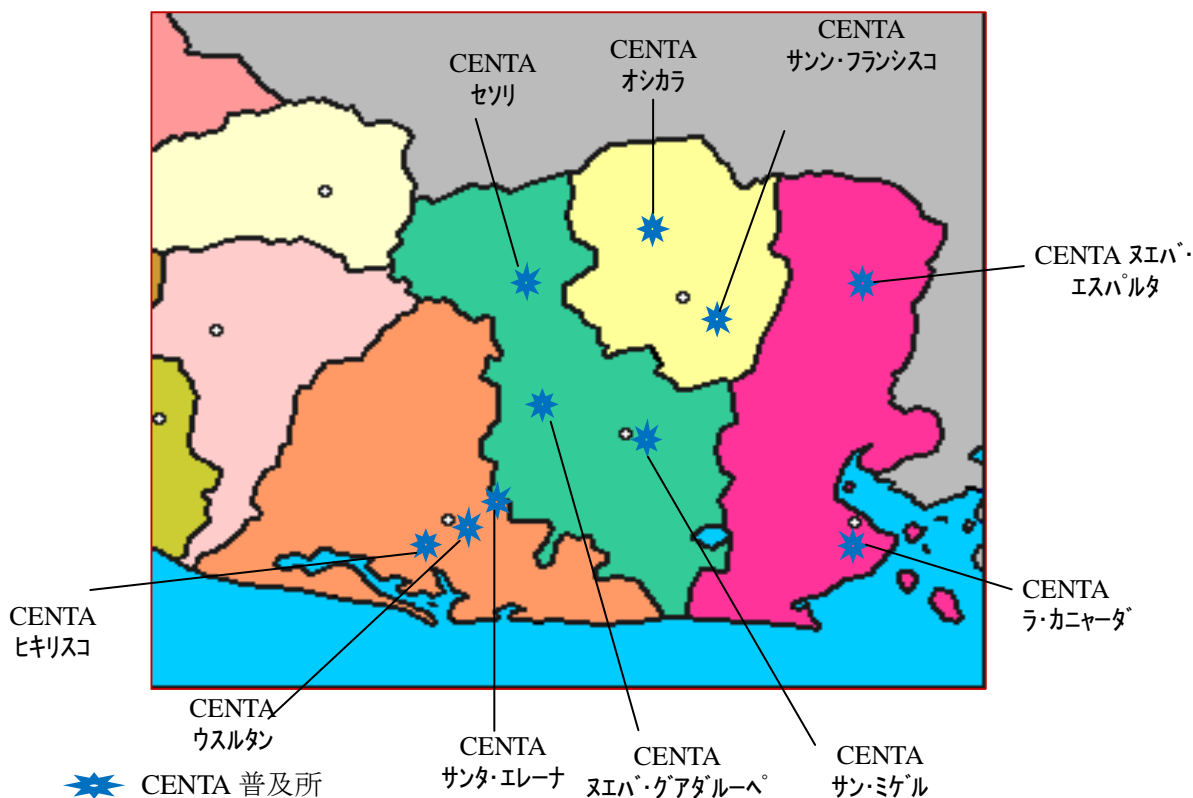 CENTA
サンン・フランシスコ
CENTA
オシカラ
CENTA
セソリ
CENTA ヌエバ・
エスパルタ
CENTA
ラ・カニャーダ
CENTA
ヒキリスコ
CENTA
ウスルタン
CENTA
サンタ・エレーナ
CENTA
ヌエバ・グアダルーペ
CENTA
サン・ミゲル
CENTA 普及所